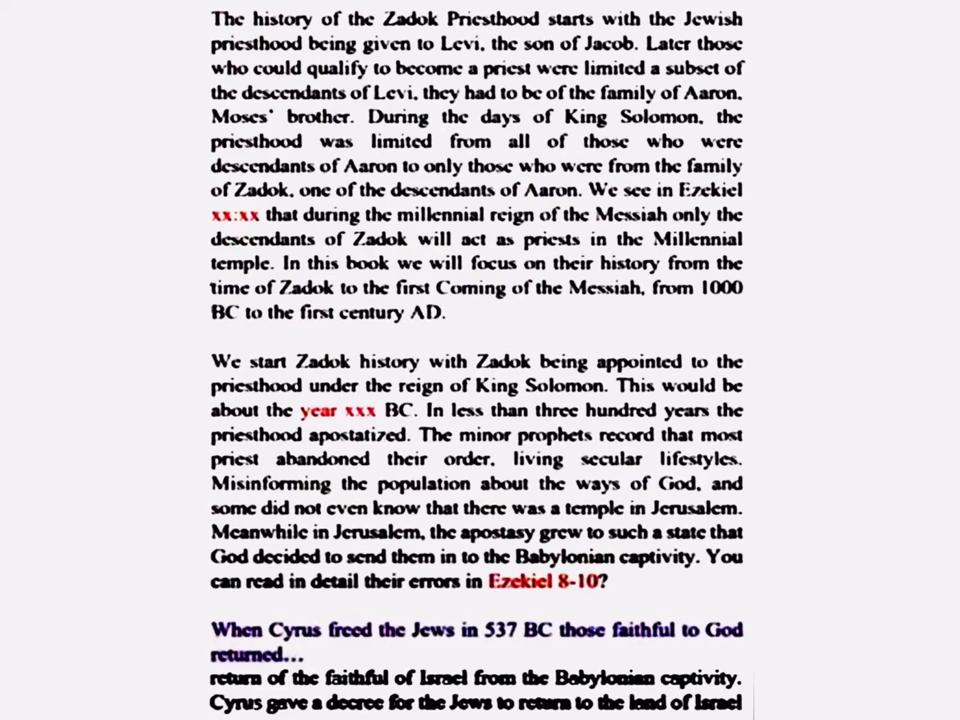 The history of the Zadok Priesthood starts with the Jewish
priesthood being given to Levi, the son of Jacob. Later those
who could qualify to become a priest were limited a subset of
the descendants of Levi, they had to be of the family of Aaron,
Moses' brother. During the days of King Solomon, the
priesthood was limited from all of those who were
descendants of Aaron to only those who were from the family
of Zadok, one of the descendants of Aaron. We see in Ezekiel
xx:xx that during the millennial reign of the Messiah only the
descendants of Zadok will act as priests in the Millennial
temple. In this book we will focus on their history from the
time of Zadok to the first Coming of the Messiah, from 1000
BC to the first century AD.
We start Zadok history with Zadok being appointed to the
priesthood under the reign of King Solomon. This would be
about the year xxx BC. In less than three hundred years the
priesthood apostatized. The minor prophets record that most
priest abandoned their order, living secular lifestyles.
Misinforming the population about the ways of God, and
some did not even know that there was a temple in Jerusalem.
Meanwhile in Jerusalem, the apostasy grew to such a state that
God decided to send them in to the Babylonian captivity. You
can read in detail their errors in Ezekiel 8-10?
When Cyrus freed the Jews in 537 BC those faithful to God
returned...
return of the faithful of Israel from the Babylonian captivity.
Cyrus gave a decree for the Jews to return to the land of Israel